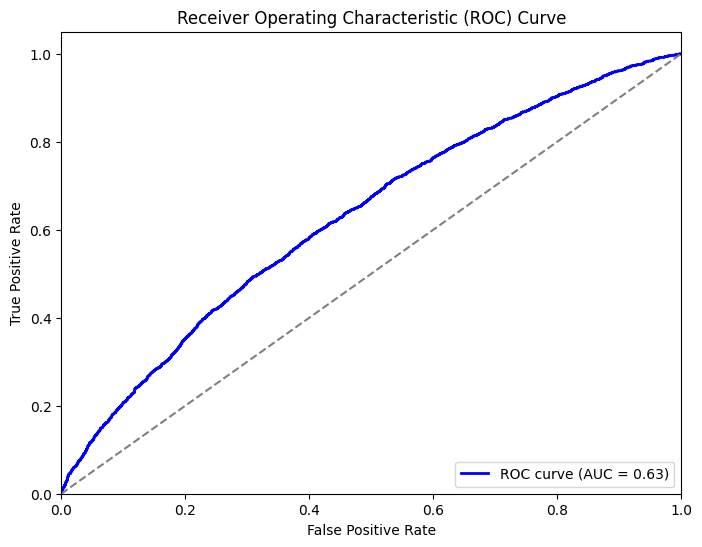 Receiver Operating Characteristic (ROC) Curve
1.0
0.8
0.6
0.4
0.2
0.0
True Positive Rate
ROC curve (AUC = 0.63)
0.0 0.2 0.4 0.6 0.8 1.0
False Positive Rate